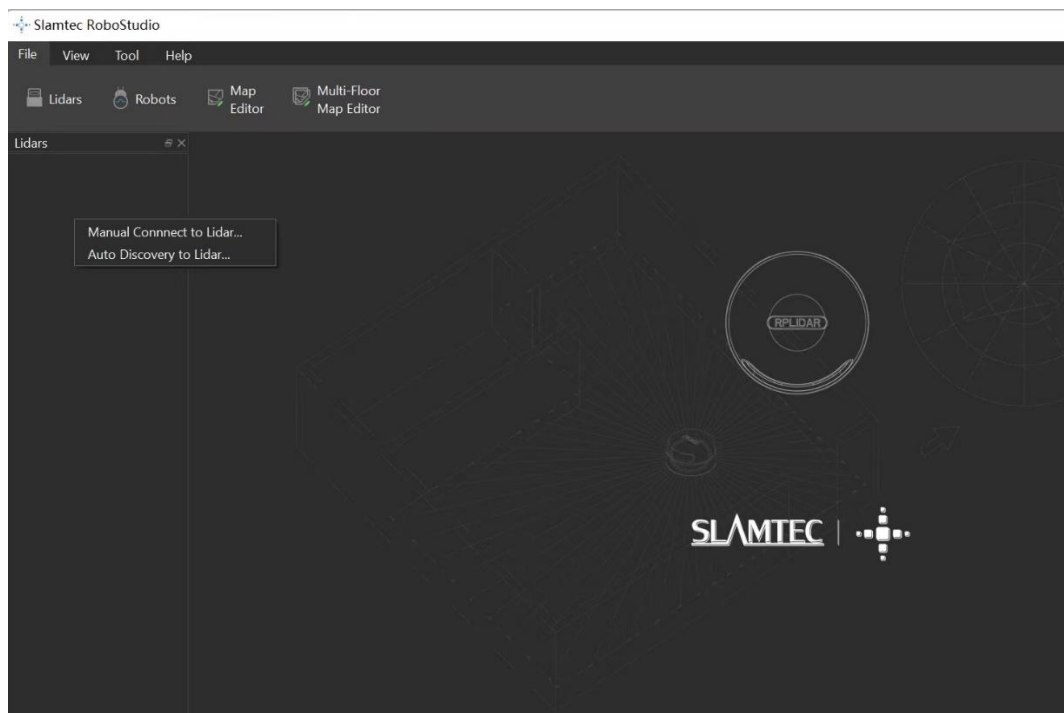 Slamtec RoboStudio
File View Tool Help
Lidars Robots Map Editor Multi-Floor Map Editor
Lidars
Manual Connnect to Lidar...
Auto Discovery to Lidar...
RPLIDAR
SLAMTEC